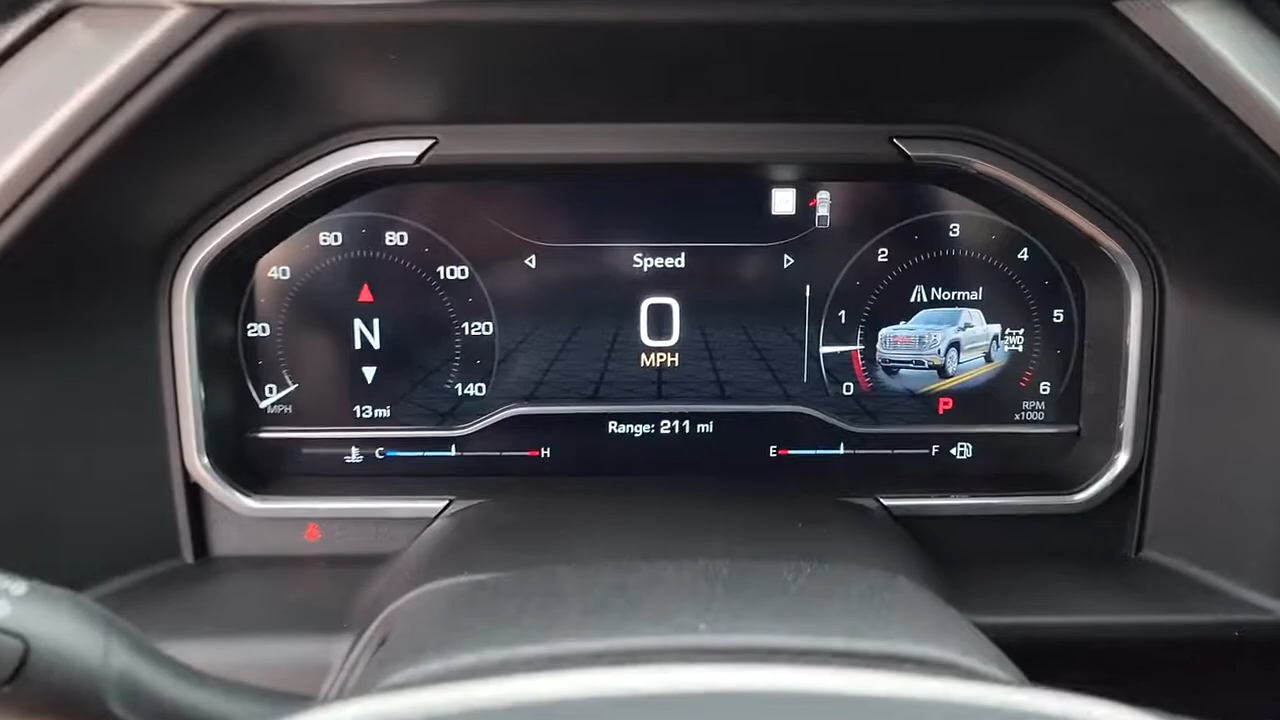 60 80
40 100
20 120
0 140
MPH
N
13 mi
Speed
0
MPH
Range: 211 mi
C H
E F
3
2 4
1 5
0 6
Normal
2WD
P
RPM
x1000